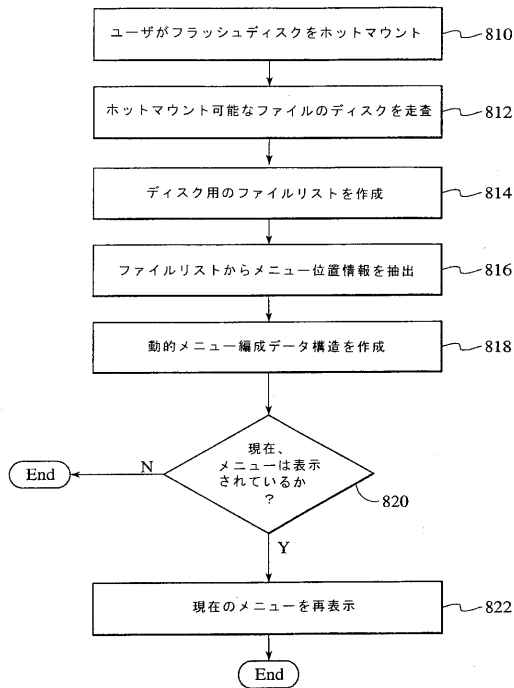 ユーザがフラッシュディスクをホットマウント
810
ホットマウント可能なファイルのディスクを走査
812
ディスク用のファイルリストを作成
814
ファイルリストからメニュー位置情報を抽出
816
動的メニュー編成データ構造を作成
818
現在、
メニューは表示
されているか
?
820
N
End
Y
現在のメニューを再表示
822
End